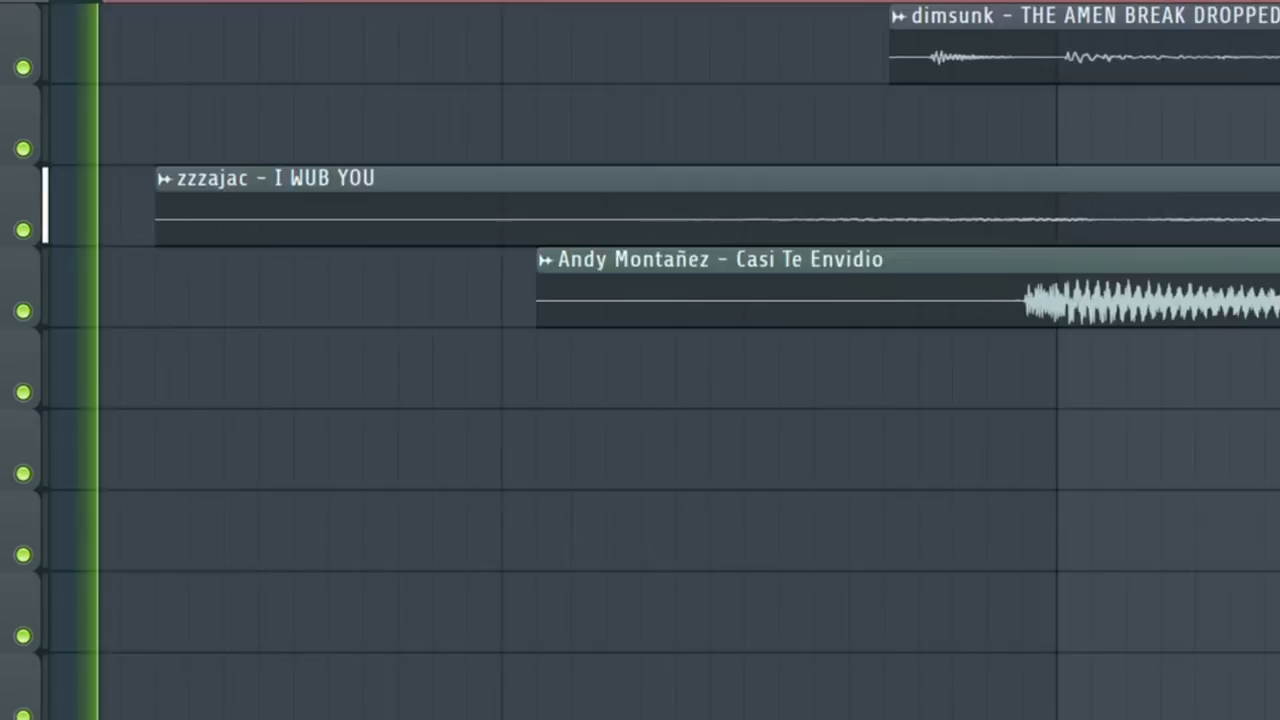 dimsunk - THE AMEN BREAK DROPPED
zzzajac - I WUB YOU
Andy Montañez - Casi Te Envidio